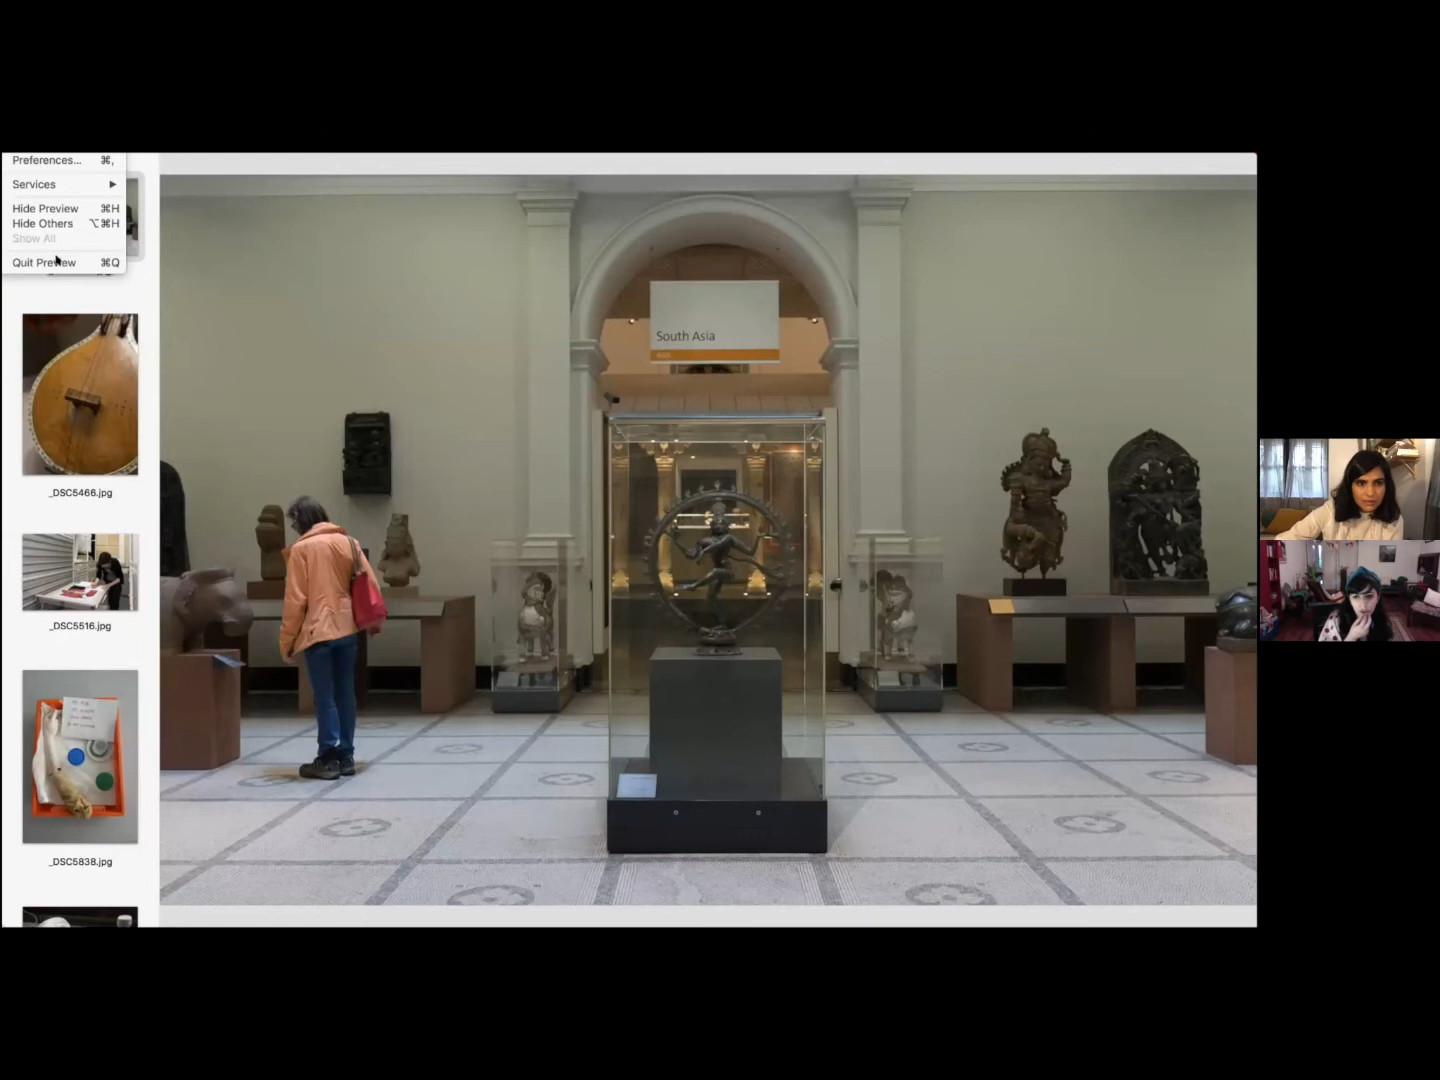 Preferences... ⌘,
Services ▶
Hide Preview ⌘H
Hide Others ⌥⌘H
Show All
Quit Preview ⌘Q
_DSC5466.jpg
_DSC5516.jpg
_DSC5838.jpg
South Asia